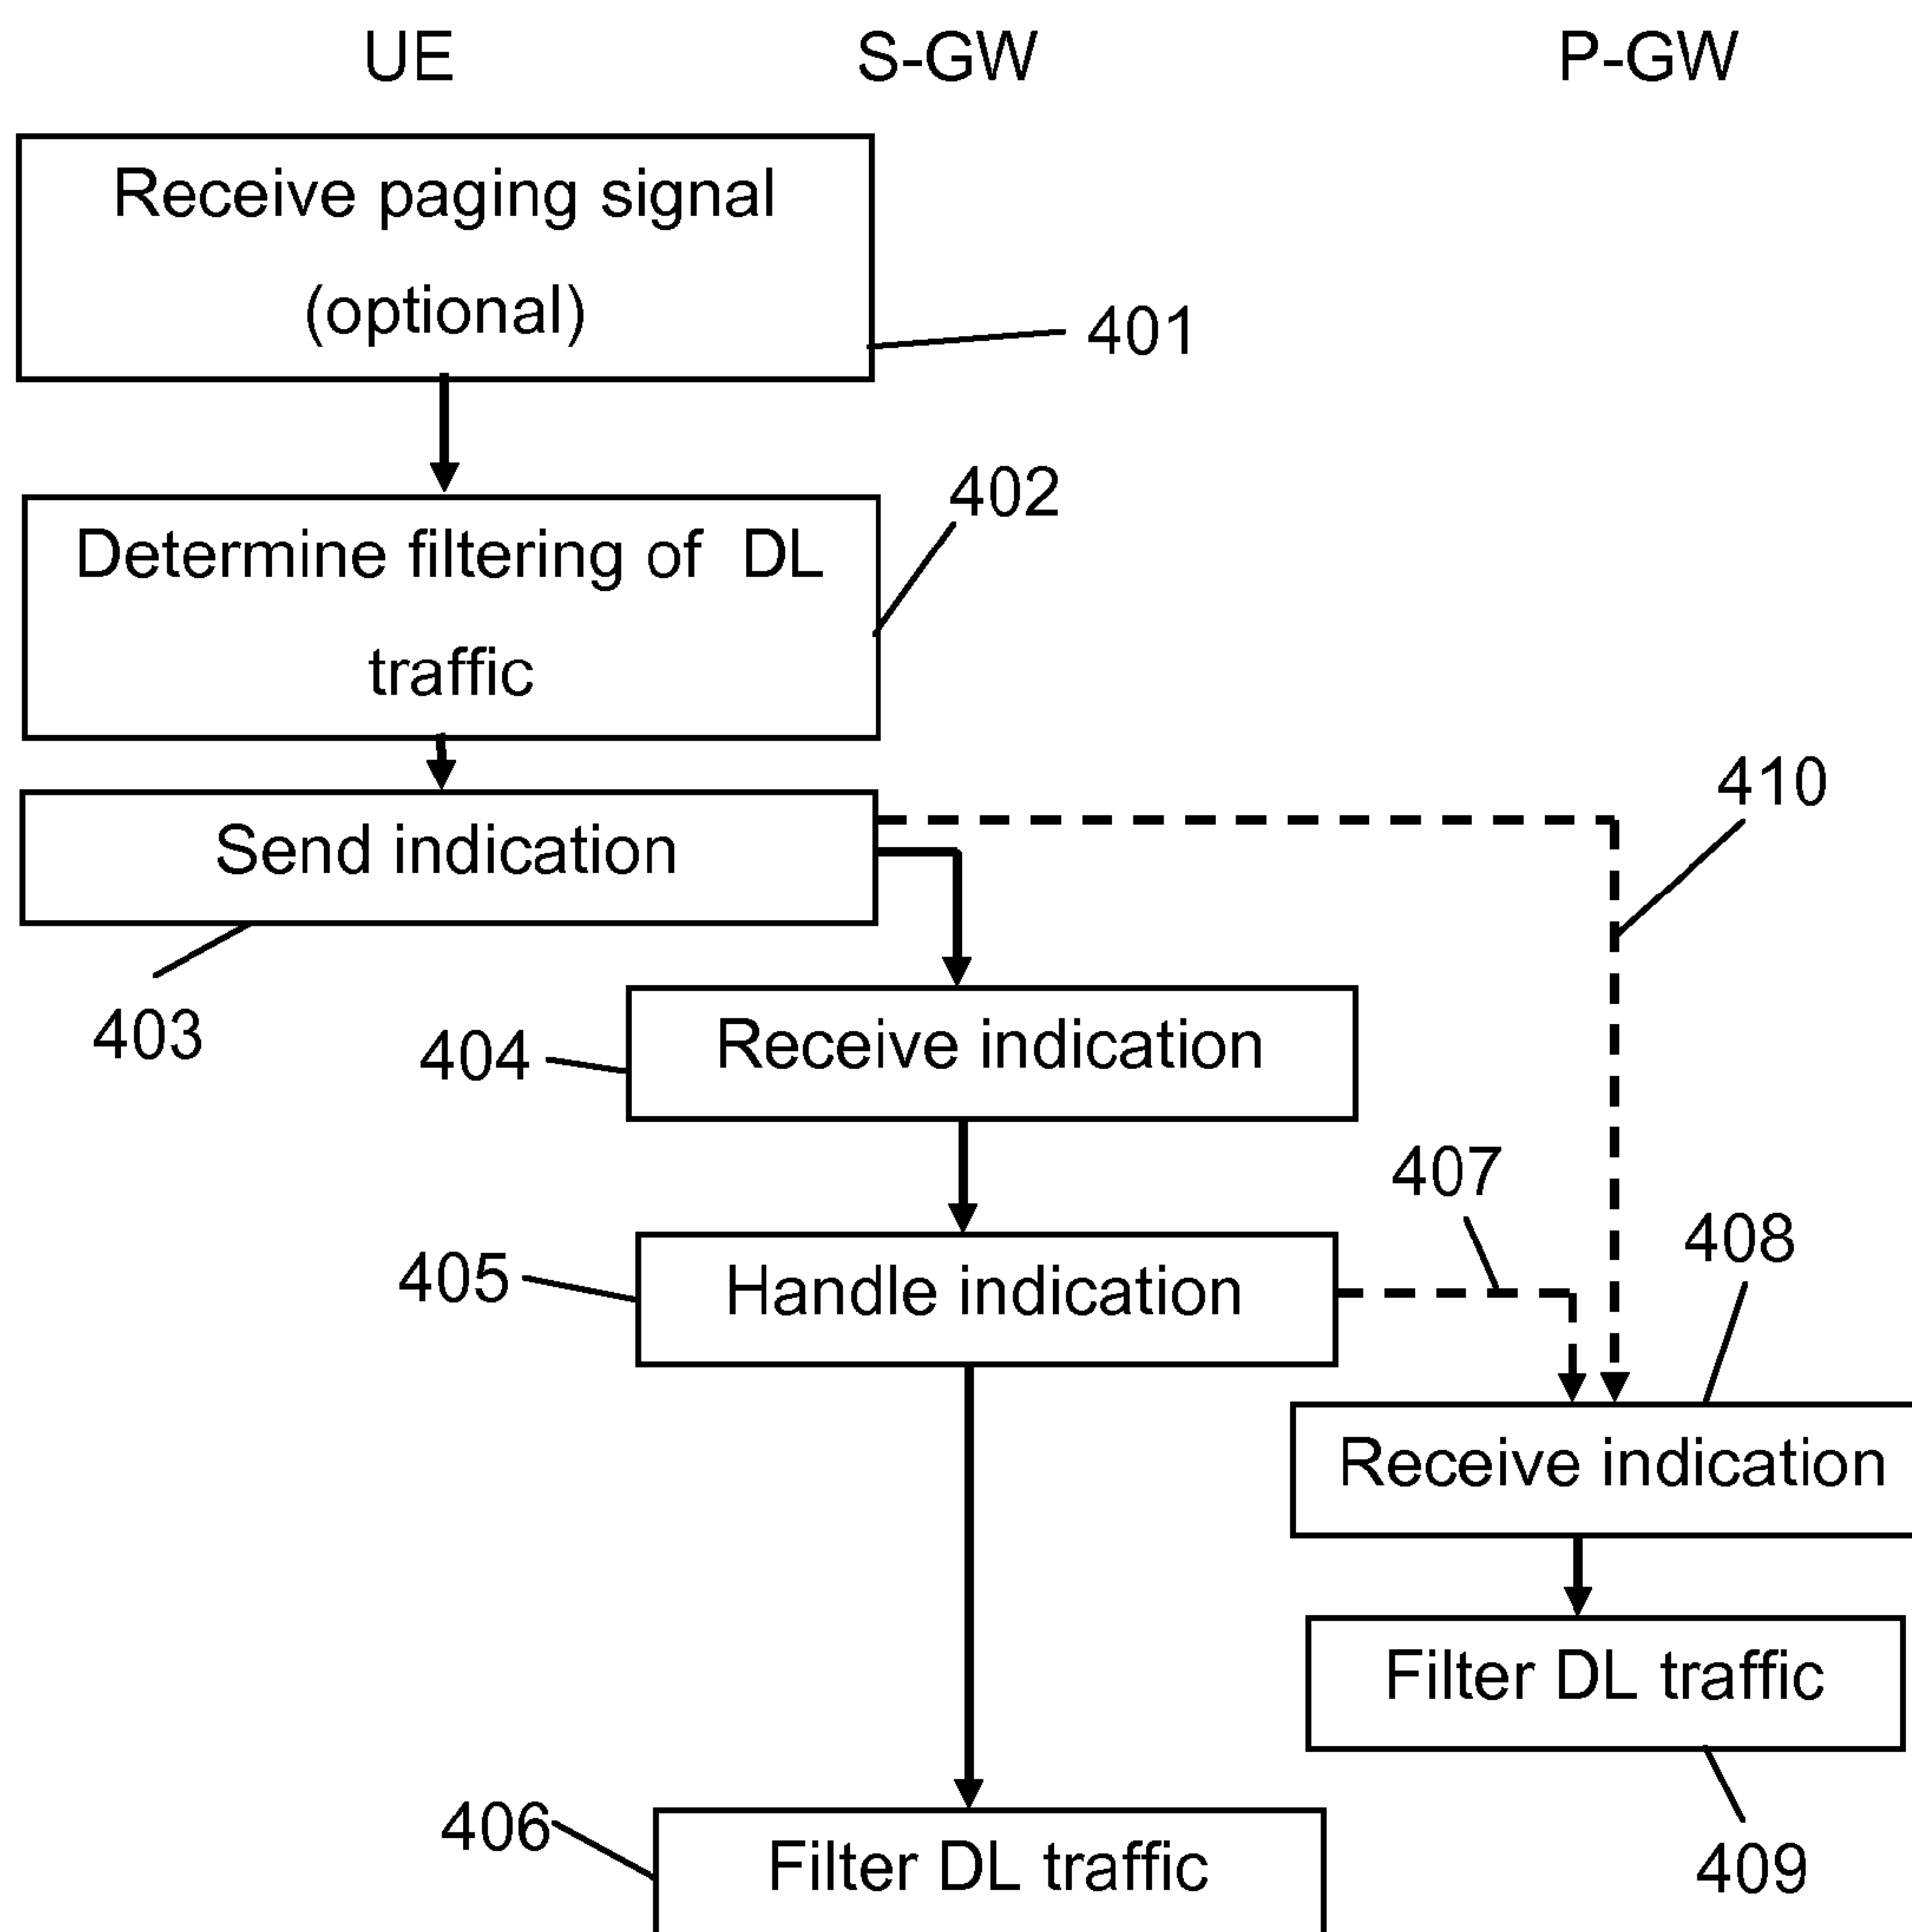 UE S-GW P-GW
Receive paging signal
(optional)
401
402
Determine filtering of DL
traffic
410
Send indication
403
404
Receive indication
407
408
405
Handle indication
Receive indication
Filter DL traffic
406
Filter DL traffic
409